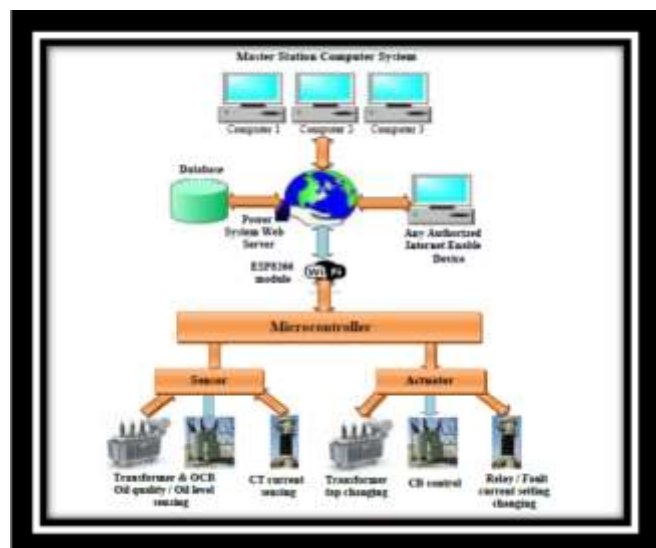 Master Station Computer System
Computer 1
Computer 2
Computer 3
Database
Power
System Web
Server
Any Authorized
Internet Enable
Device
ESP8266
module
Wi Fi
Microcontroller
Sensor
Actuator
Transformer & OCB
Oil quality / Oil level
sensing
CT current
sensing
Transformer
tap changing
CB control
Relay / Fault
current setting
changing